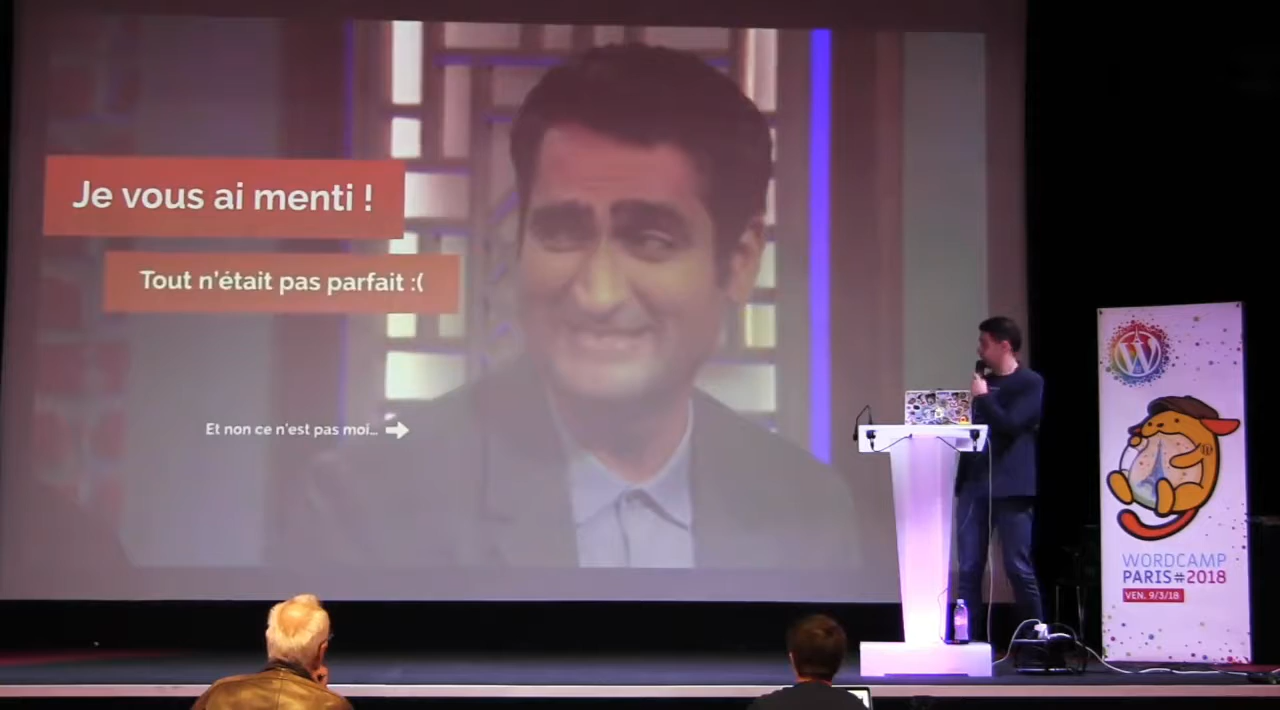 Je vous ai menti !
Tout n'était pas parfait :(
Et non ce n'est pas moi...
WORDCAMP
PARIS#2018
VEN. 9/3/18